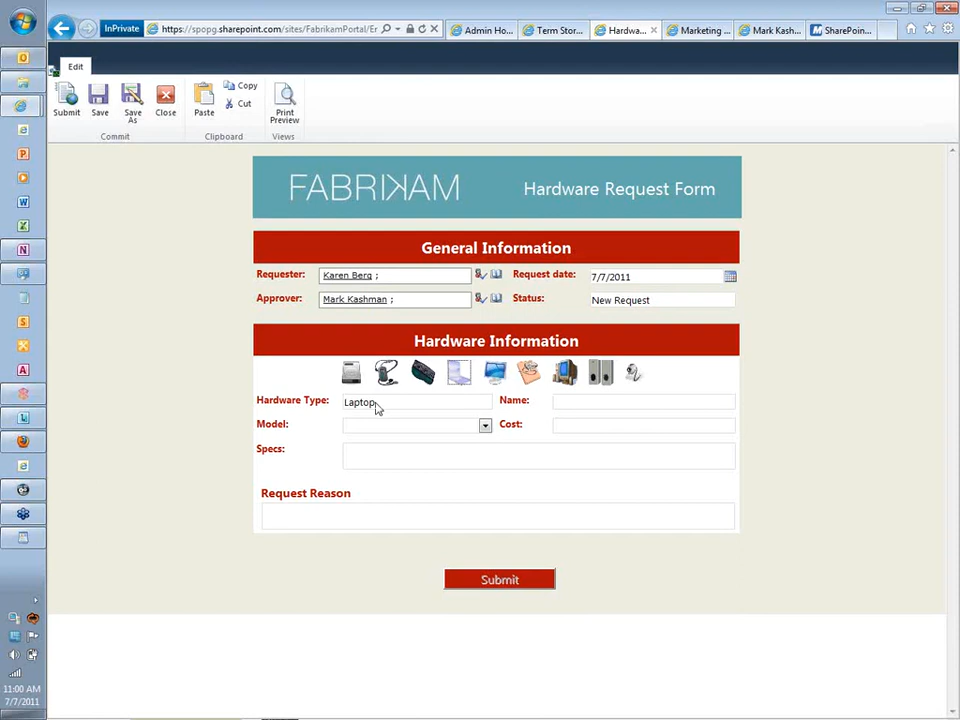 InPrivate
https://spopg.sharepoint.com/sites/FabrikamPortal/Er
Admin Ho...
Term Stor...
Hardwa...
Marketing ...
Mark Kash...
SharePoin...
Edit
Submit
Save
Save As
Close
Paste
Copy
Cut
Print Preview
Commit
Clipboard
Views
FABRIKAM
Hardware Request Form
General Information
Requester:
Karen Berg ;
Request date:
7/7/2011
Approver:
Mark Kashman ;
Status:
New Request
Hardware Information
Hardware Type:
Laptop
Name:
Model:
Cost:
Specs:
Request Reason
Submit
11:00 AM
7/7/2011